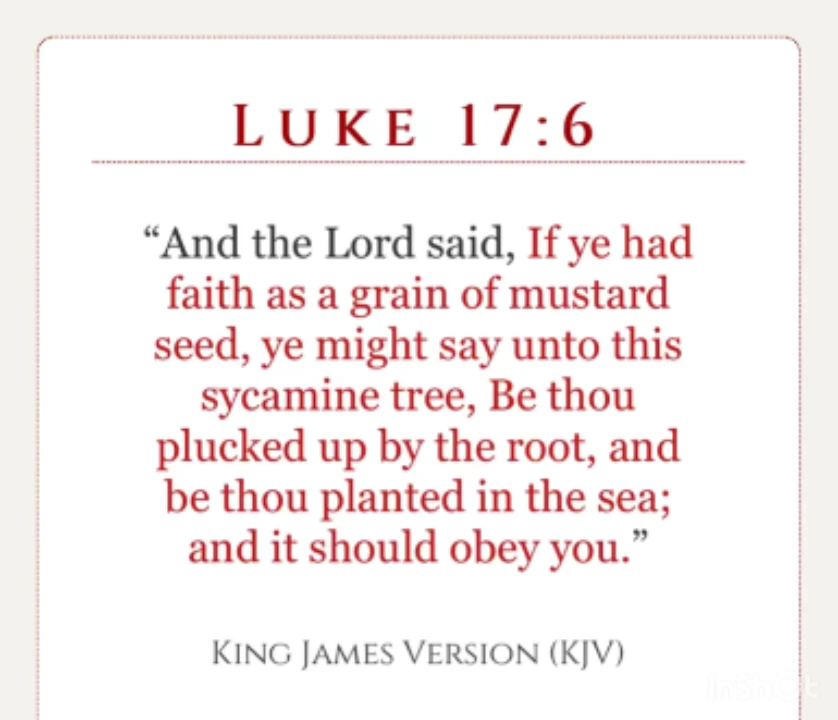 LUKE 17:6
“And the Lord said, If ye had
faith as a grain of mustard
seed, ye might say unto this
sycamine tree, Be thou
plucked up by the root, and
be thou planted in the sea;
and it should obey you.”
KING JAMES VERSION (KJV)
InShot